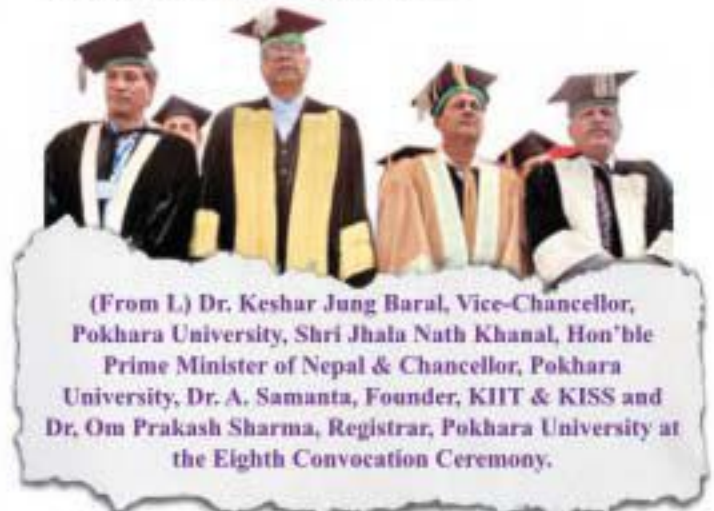 (From L) Dr. Keshar Jung Baral, Vice-Chancellor,
Pokhara University, Shri Jhala Nath Khanal, Hon'ble
Prime Minister of Nepal & Chancellor, Pokhara
University, Dr. A. Samanta, Founder, KIIT & KISS and
Dr, Om Prakash Sharma, Registrar, Pokhara University at
the Eighth Convocation Ceremony.